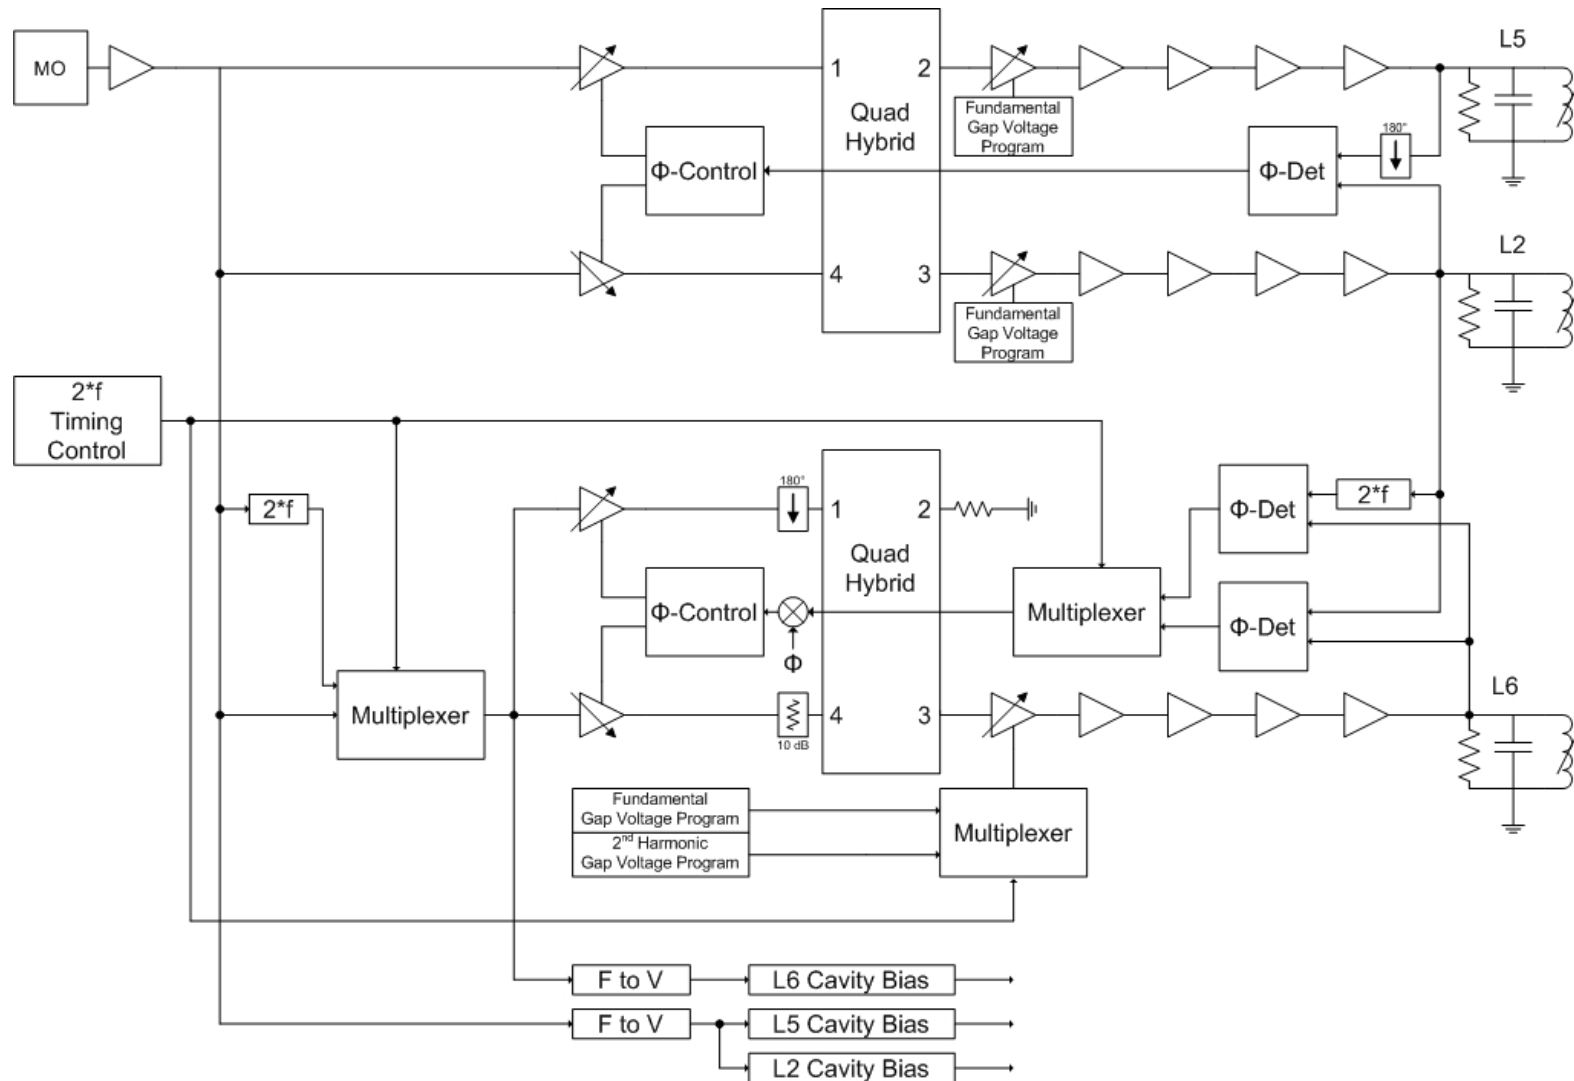 L5
MO
1
2
Quad
Hybrid
Fundamental
Gap Voltage
Program
180°
Φ-Control
Φ-Det
L2
4
3
Fundamental
Gap Voltage
Program
2*f
Timing
Control
180°
2*f
1
2
Φ-Det
2*f
Quad
Hybrid
Φ-Control
Multiplexer
Φ-Det
Φ
L6
Multiplexer
4
3
10 dB
Fundamental
Gap Voltage Program
2nd Harmonic
Gap Voltage Program
Multiplexer
F to V
L6 Cavity Bias
F to V
L5 Cavity Bias
L2 Cavity Bias